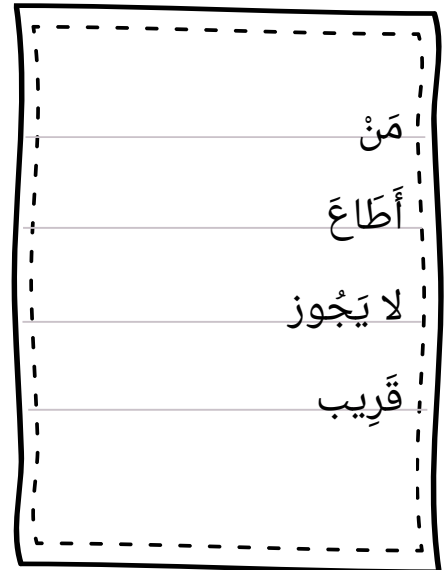 مَنْ
أَطَاعَ
لا يَجُوز
قَرِيب